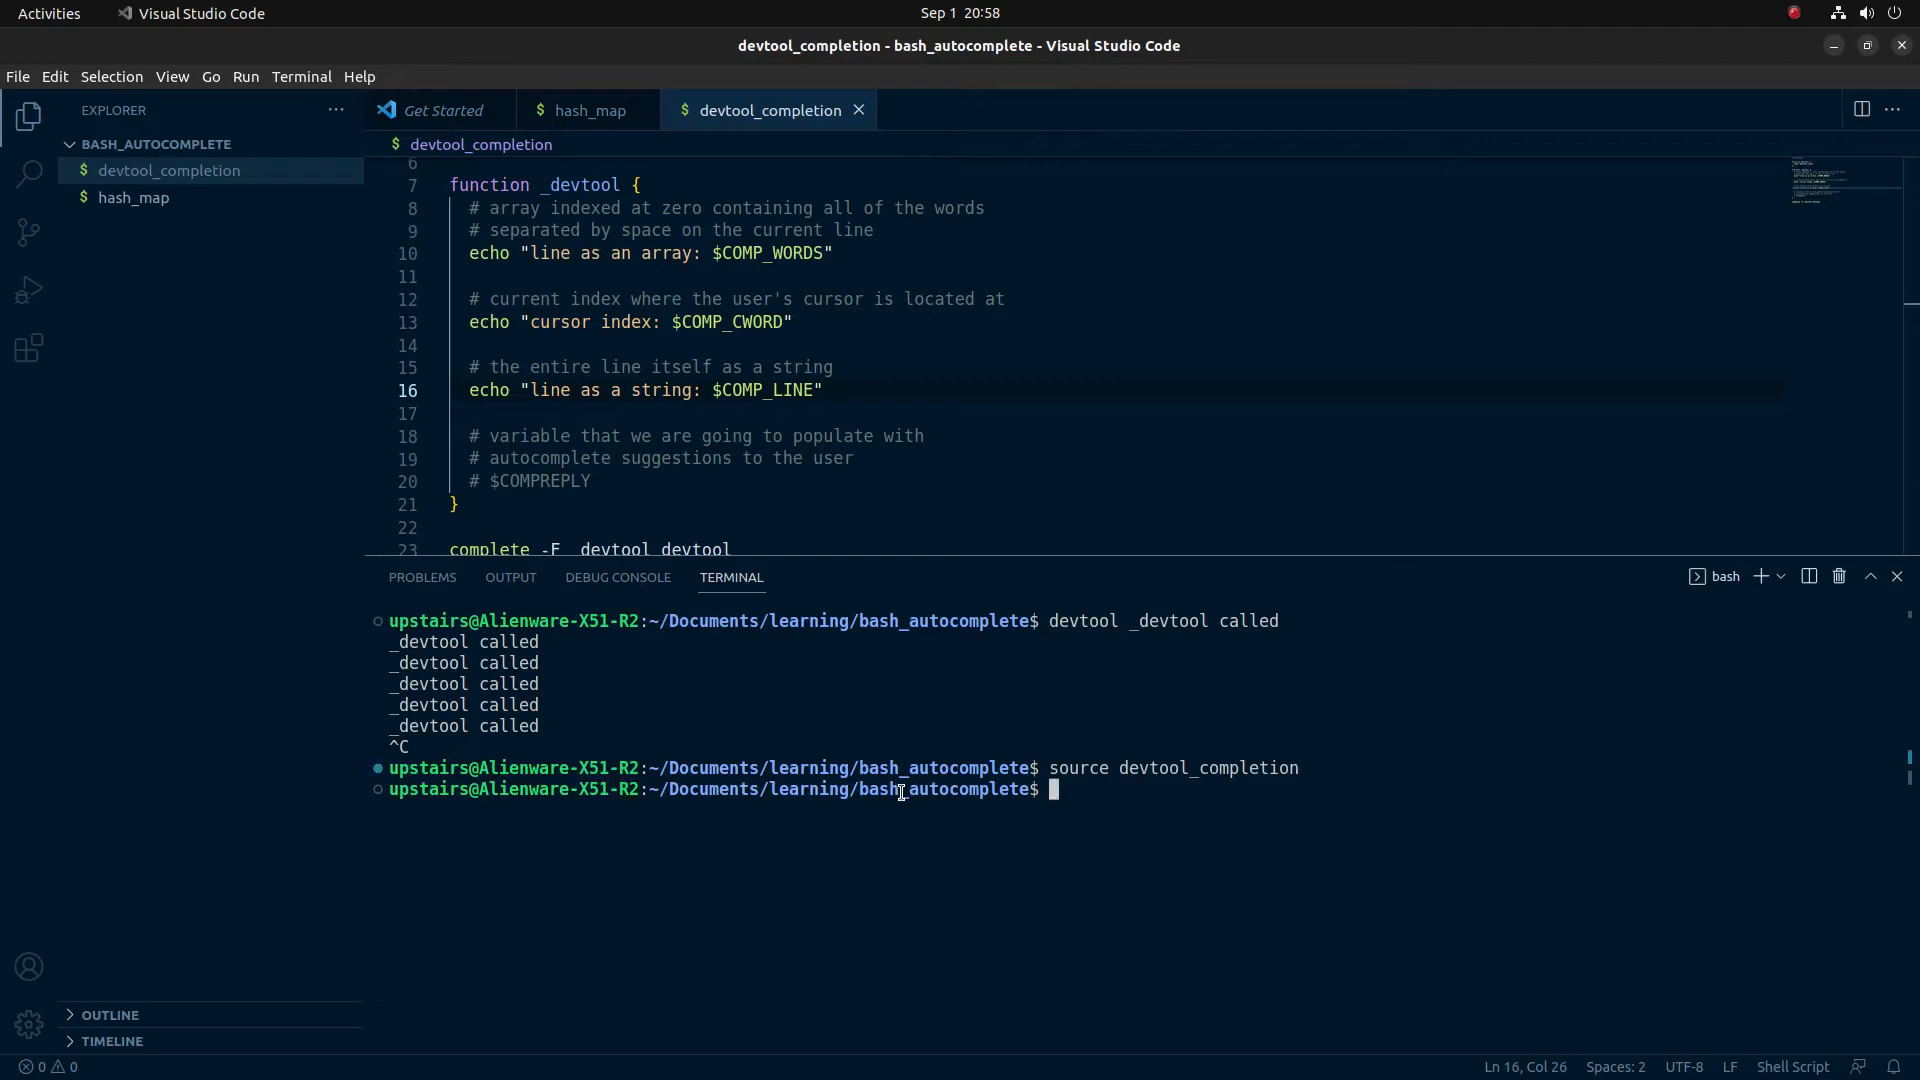 Activities
Visual Studio Code
Sep 1 20:58
devtool_completion - bash_autocomplete - Visual Studio Code
File Edit Selection View Go Run Terminal Help
EXPLORER
BASH_AUTOCOMPLETE
$ devtool_completion
$ hash_map
Get Started
$ hash_map
$ devtool_completion
$ devtool_completion
6
7 function _devtool {
8 # array indexed at zero containing all of the words
9 # separated by space on the current line
10 echo "line as an array: $COMP_WORDS"
11
12 # current index where the user's cursor is located at
13 echo "cursor index: $COMP_CWORD"
14
15 # the entire line itself as a string
16 echo "line as a string: $COMP_LINE"
17
18 # variable that we are going to populate with
19 # autocomplete suggestions to the user
20 # $COMPREPLY
21 }
22
23 complete -F _devtool devtool
PROBLEMS OUTPUT DEBUG CONSOLE TERMINAL
bash
upstairs@Alienware-X51-R2:~/Documents/learning/bash_autocomplete$ devtool _devtool called
_devtool called
_devtool called
_devtool called
_devtool called
_devtool called
^C
upstairs@Alienware-X51-R2:~/Documents/learning/bash_autocomplete$ source devtool_completion
upstairs@Alienware-X51-R2:~/Documents/learning/bash_autocomplete$
OUTLINE
TIMELINE
0 0
Ln 16, Col 26
Spaces: 2
UTF-8
LF
Shell Script